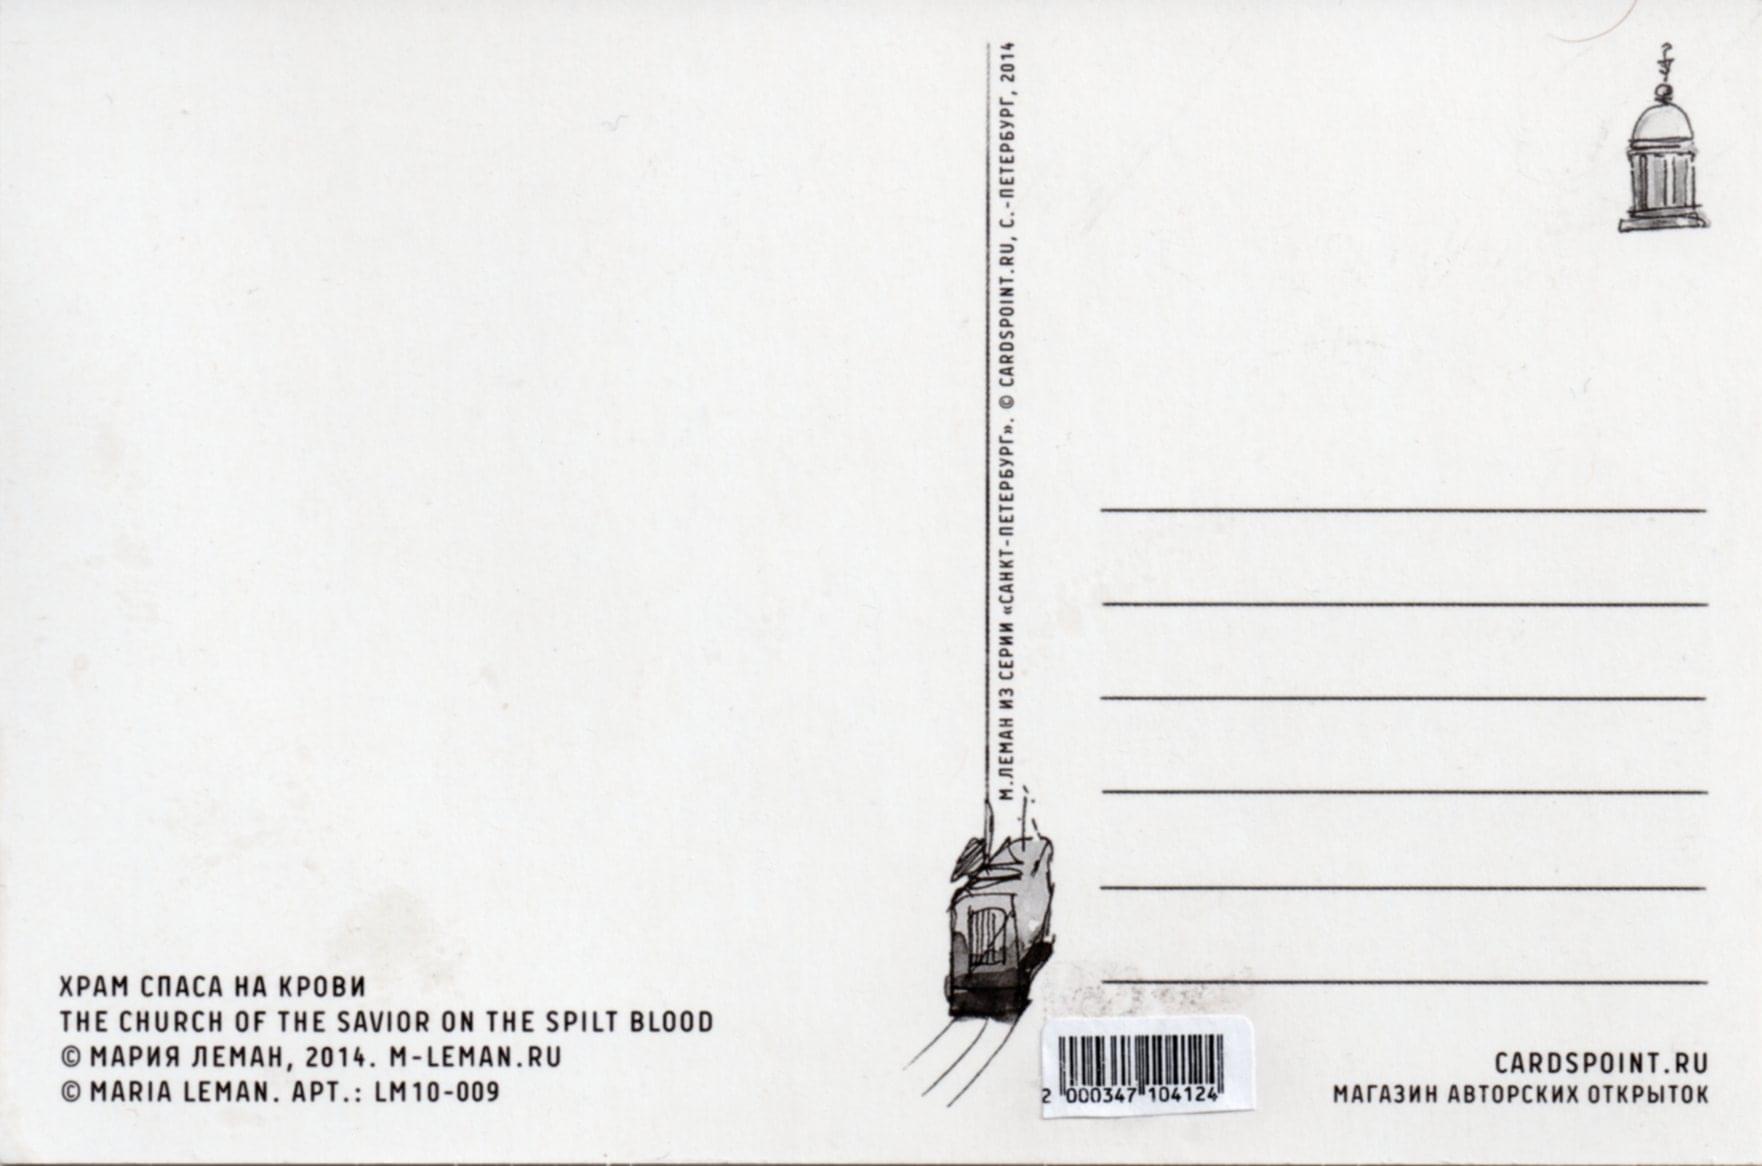 М.ЛЕМАН ИЗ СЕРИИ «САНКТ-ПЕТЕРБУРГ». © CARDSPOINT.RU, С.-ПЕТЕРБУРГ, 2014
ХРАМ СПАСА НА КРОВИ
THE CHURCH OF THE SAVIOR ON THE SPILT BLOOD
© МАРИЯ ЛЕМАН, 2014. M-LEMAN.RU
© MARIA LEMAN. АРТ.: LM10-009
2 000347 104124
CARDSPOINT.RU
МАГАЗИН АВТОРСКИХ ОТКРЫТОК